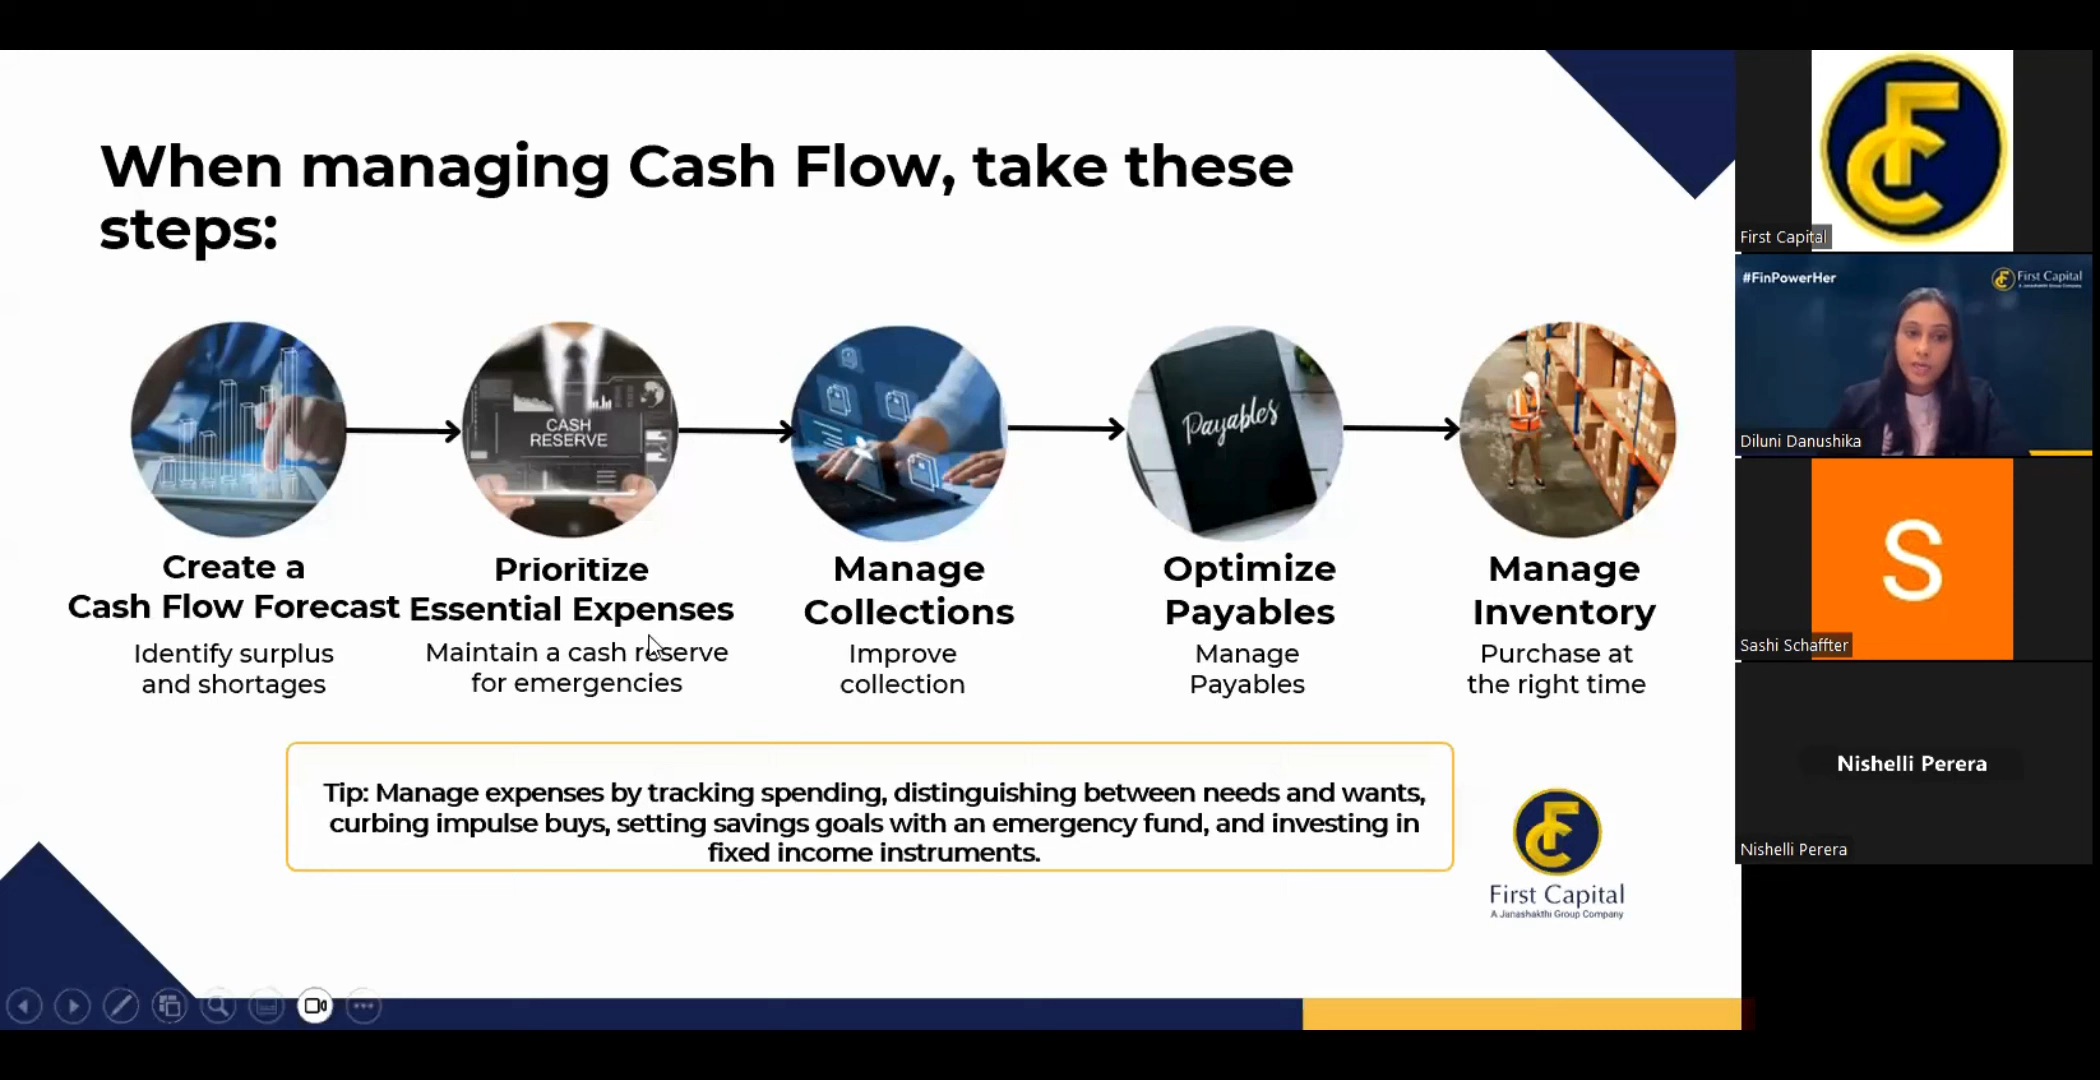 When managing Cash Flow, take these
steps:
CASH
RESERVE
Payables
Create a
Cash Flow Forecast
Identify surplus
and shortages
Prioritize
Essential Expenses
Maintain a cash reserve
for emergencies
Manage
Collections
Improve
collection
Optimize
Payables
Manage
Payables
Manage
Inventory
Purchase at
the right time
Tip: Manage expenses by tracking spending, distinguishing between needs and wants,
curbing impulse buys, setting savings goals with an emergency fund, and investing in
fixed income instruments.
First Capital
A Janashakthi Group Company
First Capital
#FinPowerHer
First Capital
A Janashakthi Group Company
Diluni Danushika
S
Sashi Schaffter
Nishelli Perera
Nishelli Perera